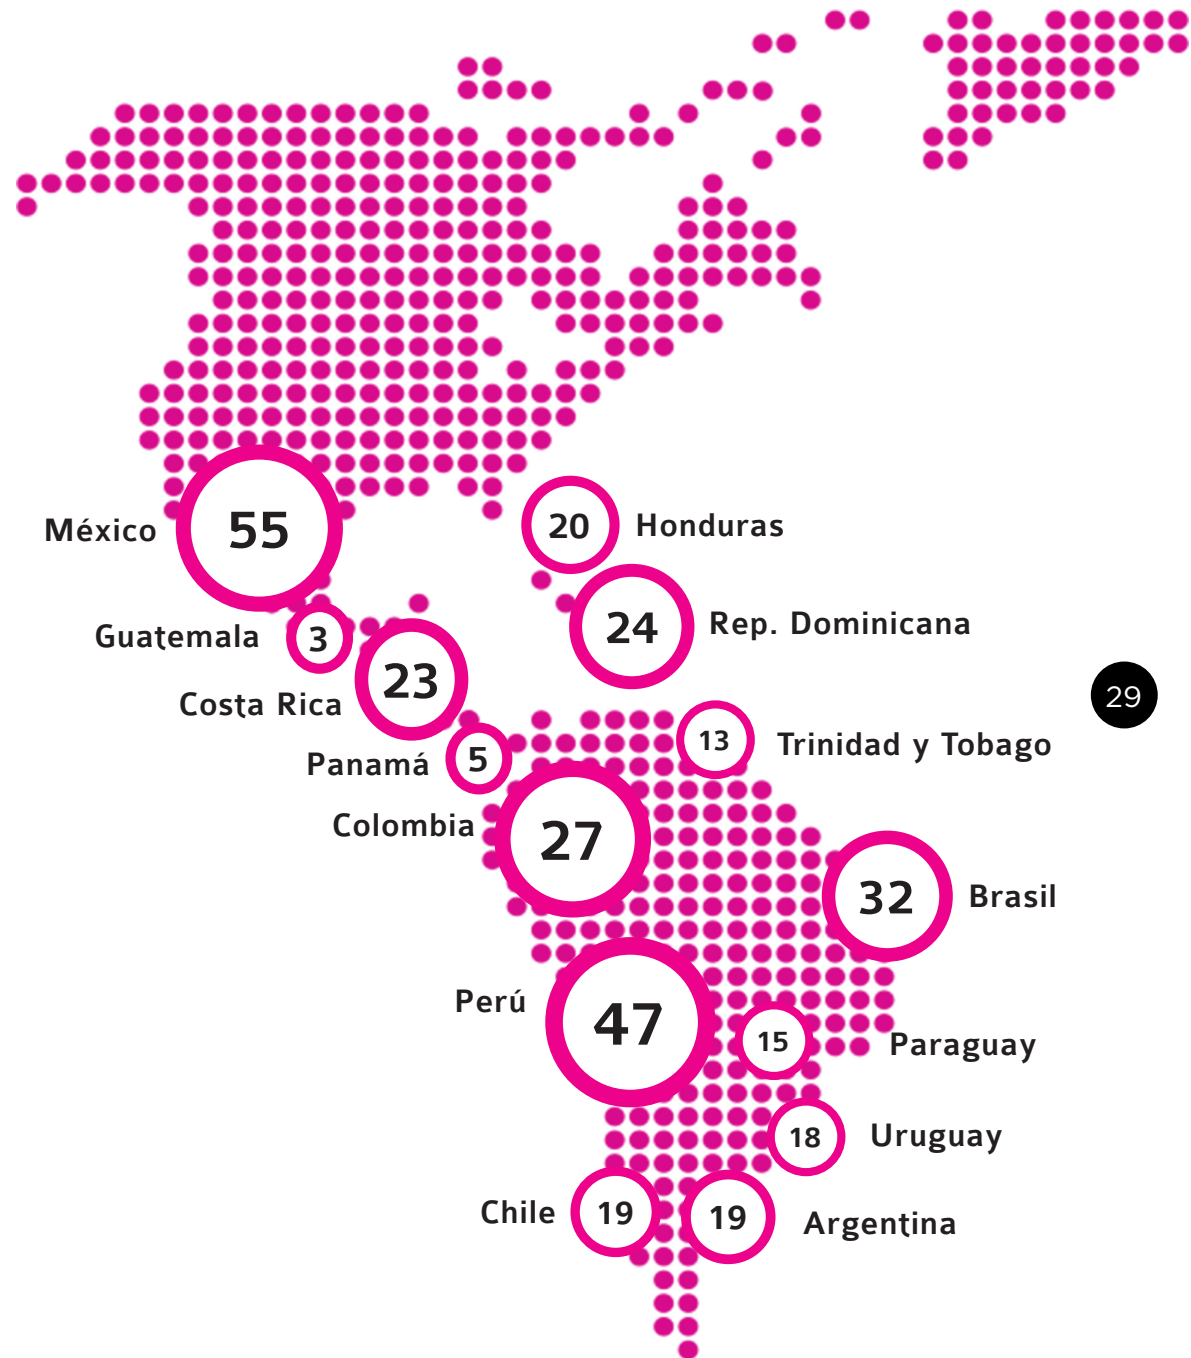 México
55
20
Honduras
Guatemala
3
24
Rep. Dominicana
Costa Rica
23
29
Panamá
5
13
Trinidad y Tobago
Colombia
27
32
Brasil
Perú
47
15
Paraguay
18
Uruguay
Chile
19
19
Argentina